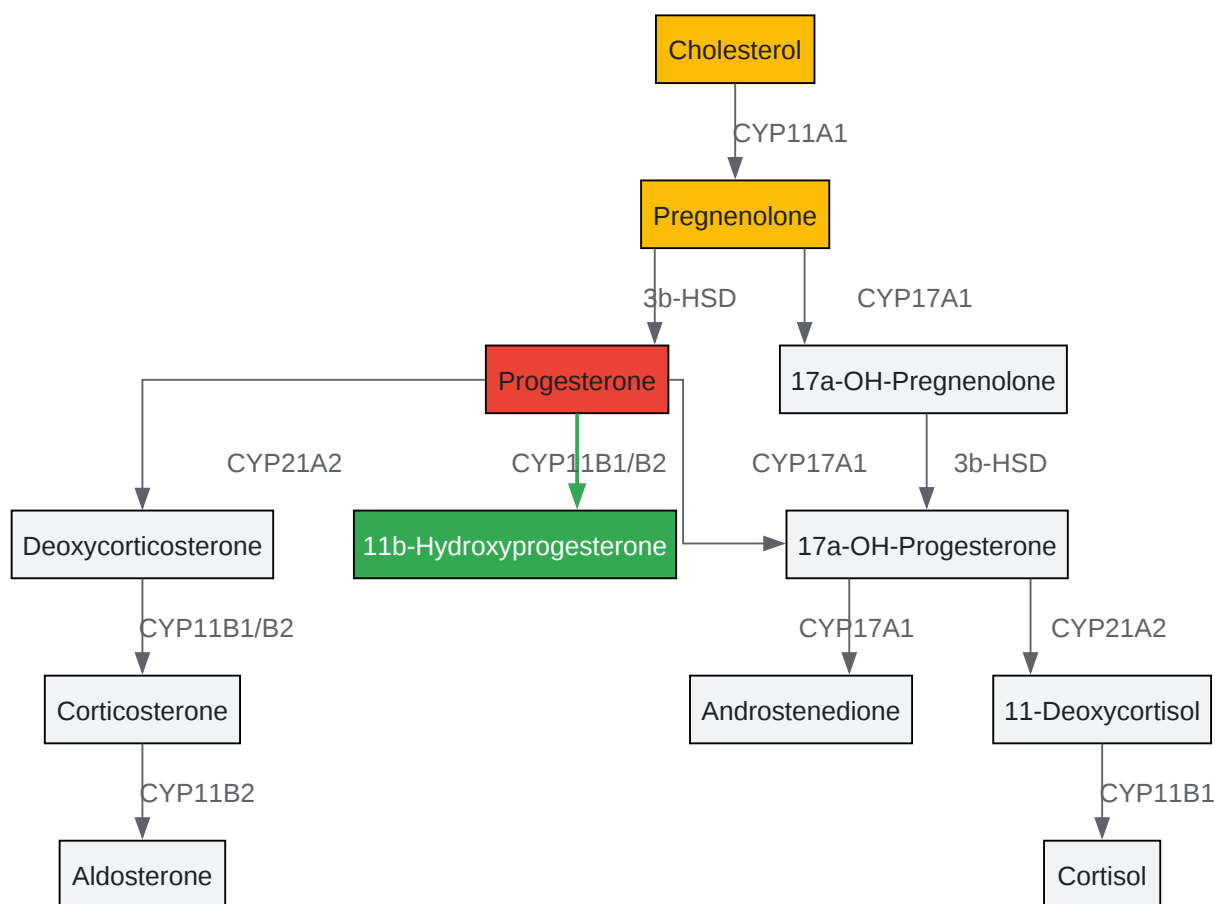 Cholesterol
CYP11A1
Pregnenolone
3b-HSD
CYP17A1
Progesterone
17a-OH-Pregnenolone
CYP21A2
CYP11B1/B2
CYP17A1
3b-HSD
Deoxycorticosterone
11b-Hydroxyprogesterone
17a-OH-Progesterone
CYP11B1/B2
CYP17A1
CYP21A2
Corticosterone
Androstenedione
11-Deoxycortisol
CYP11B2
CYP11B1
Aldosterone
Cortisol